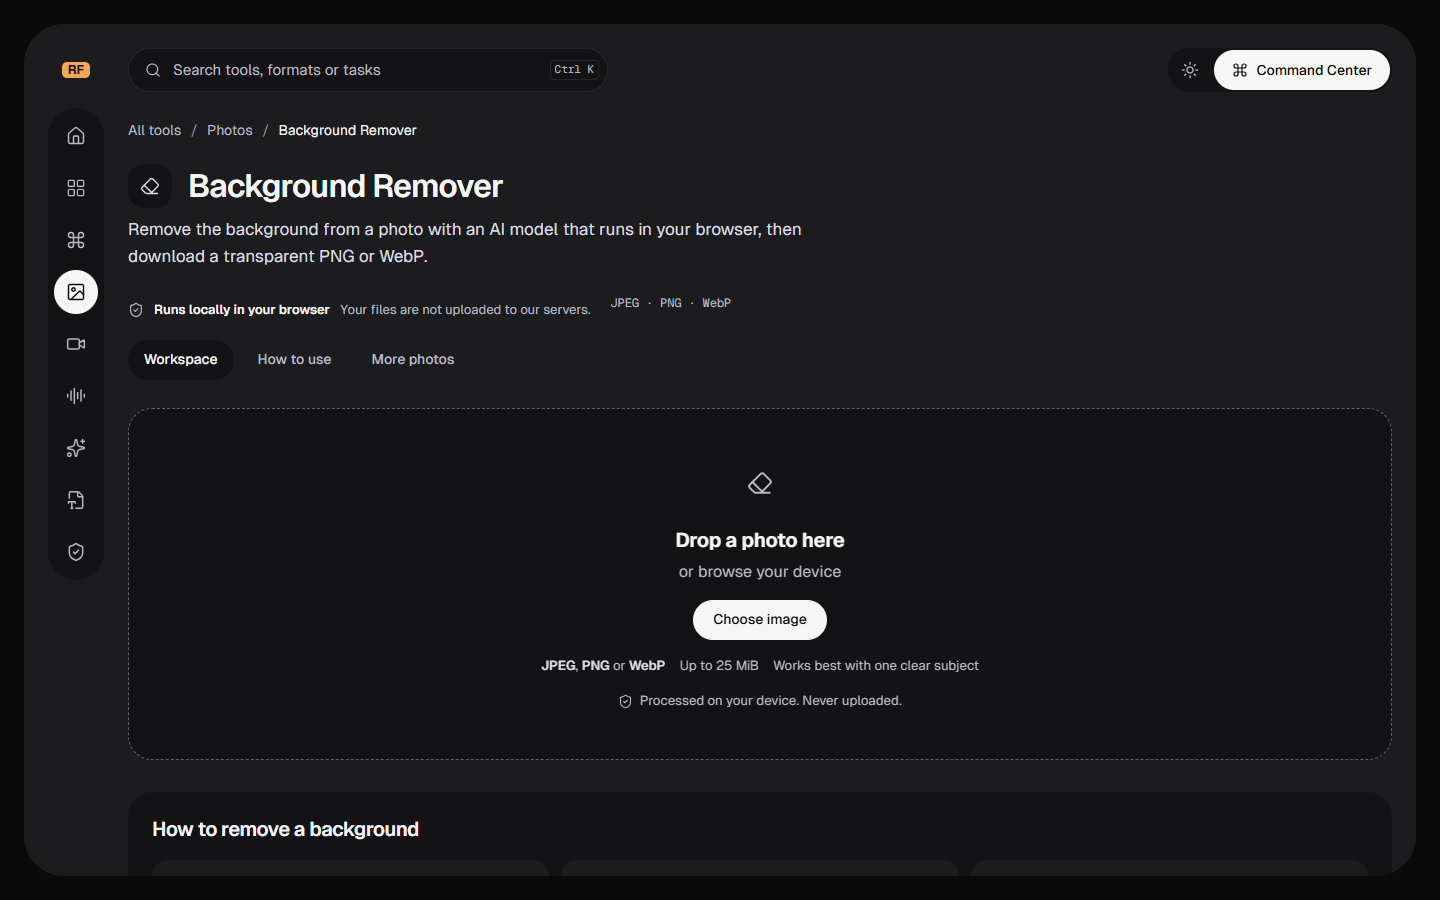 RF
Search tools, formats or tasks
Ctrl K
Command Center
All tools / Photos / Background Remover
Background Remover
Remove the background from a photo with an AI model that runs in your browser, then
download a transparent PNG or WebP.
Runs locally in your browser Your files are not uploaded to our servers. JPEG · PNG · WebP
Workspace How to use More photos
Drop a photo here
or browse your device
Choose image
JPEG, PNG or WebP Up to 25 MiB Works best with one clear subject
Processed on your device. Never uploaded.
How to remove a background